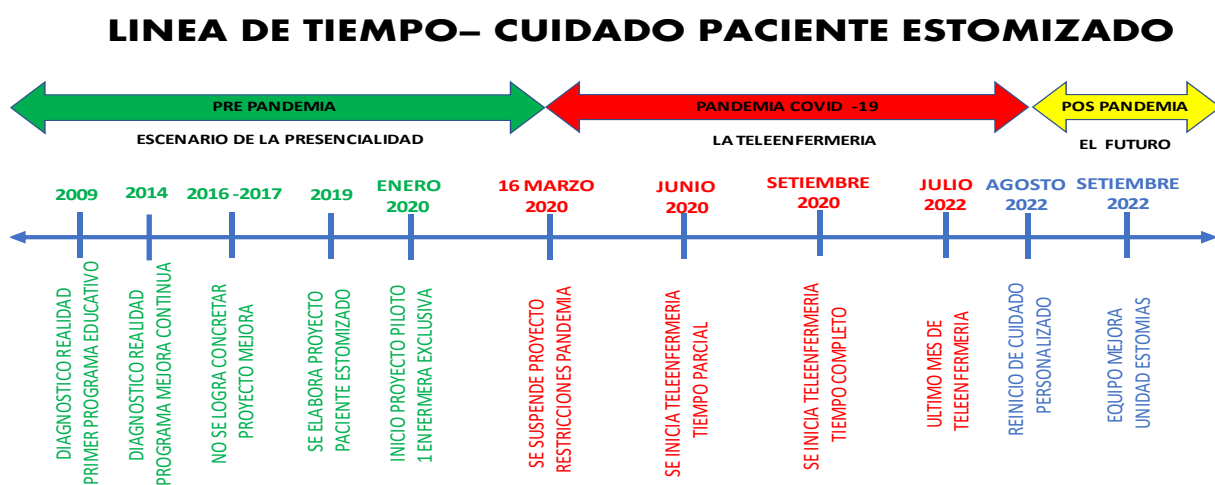 LINEA DE TIEMPO– CUIDADO PACIENTE ESTOMIZADO
PRE PANDEMIA
PANDEMIA COVID -19
POS PANDEMIA
ESCENARIO DE LA PRESENCIALIDAD
LA TELEENFERMERIA
EL FUTURO
2009
2014
2016 -2017
2019
ENERO
2020
16 MARZO
2020
JUNIO
2020
SETIEMBRE
2020
JULIO
2022
AGOSTO
2022
SETIEMBRE
2022
DIAGNOSTICO REALIDAD
PRIMER PROGRAMA EDUCATIVO
DIAGNOSTICO REALIDAD
PROGRAMA MEJORA CONTINUA
NO SE LOGRA CONCRETAR
PROYECTO MEJORA
SE ELABORA PROYECTO
PACIENTE ESTOMIZADO
INICIO PROYECTO PILOTO
1 ENFERMERA EXCLUSIVA
SE SUSPENDE PROYECTO
RESTRICCIONES PANDEMIA
SE INICIA TELEENFERMERIA
TIEMPO PARCIAL
SE INICIA TELEENFERMERIA
TIEMPO COMPLETO
ULTIMO MES DE
TELEENFERMERIA
REINICIO DE CUIDADO
PERSONALIZADO
EQUIPO MEJORA
UNIDAD ESTOMIAS